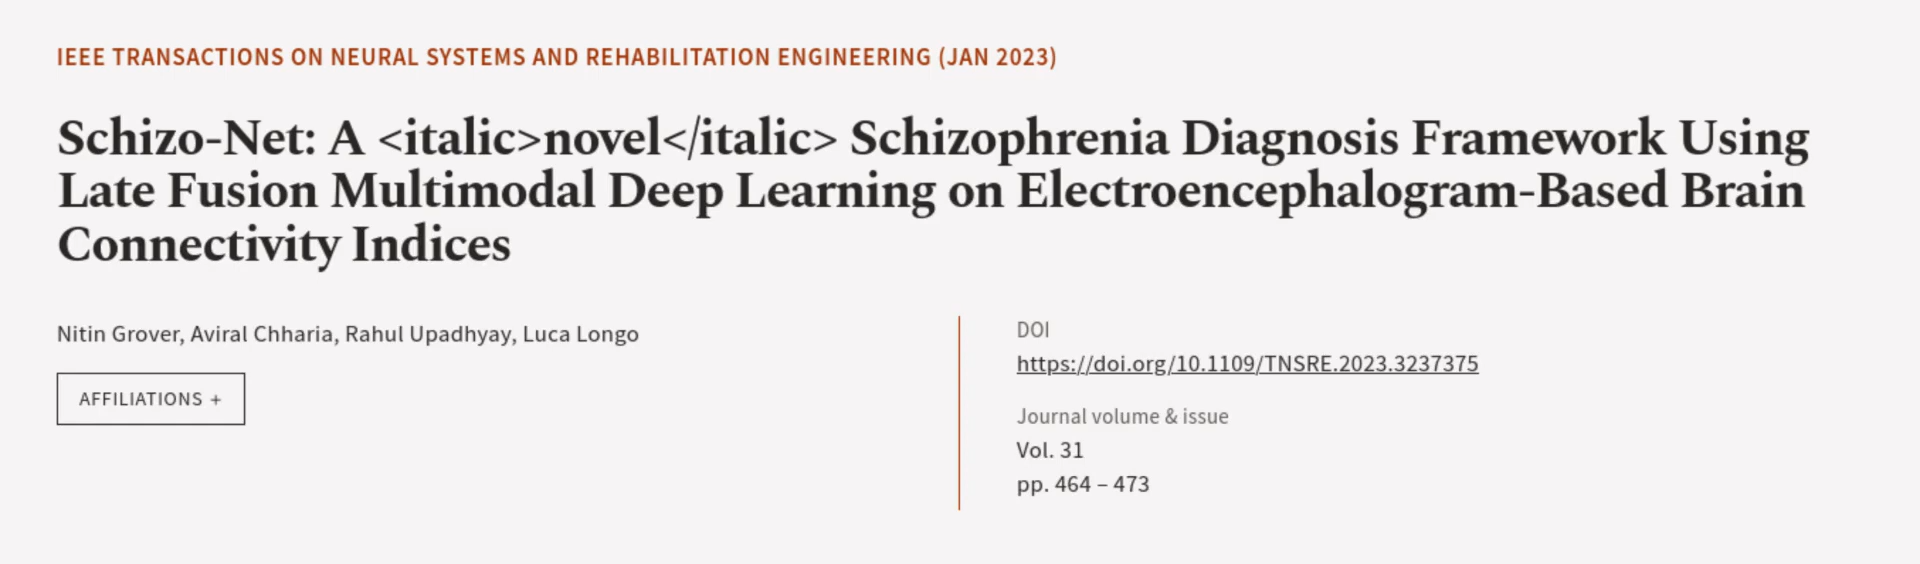 IEEE TRANSACTIONS ON NEURAL SYSTEMS AND REHABILITATION ENGINEERING (JAN 2023)
Schizo-Net: A <italic>novel</italic> Schizophrenia Diagnosis Framework Using
Late Fusion Multimodal Deep Learning on Electroencephalogram-Based Brain
Connectivity Indices
Nitin Grover, Aviral Chharia, Rahul Upadhyay, Luca Longo
AFFILIATIONS +
DOI
https://doi.org/10.1109/TNSRE.2023.3237375
Journal volume & issue
Vol. 31
pp. 464 – 473